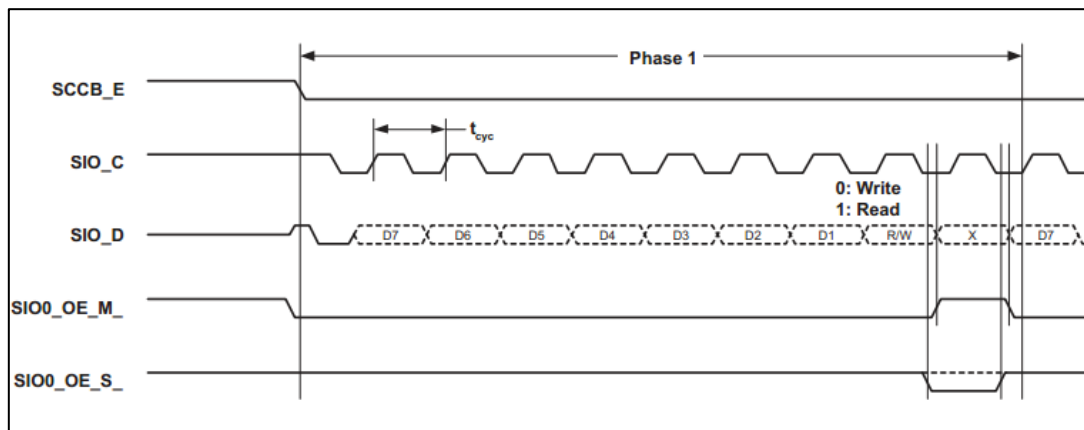 Phase 1
SCCB_E
t_cyc
SIO_C
0: Write
1: Read
SIO_D D7 D6 D5 D4 D3 D2 D1 R/W X D7
SIO0_OE_M_
SIO0_OE_S_